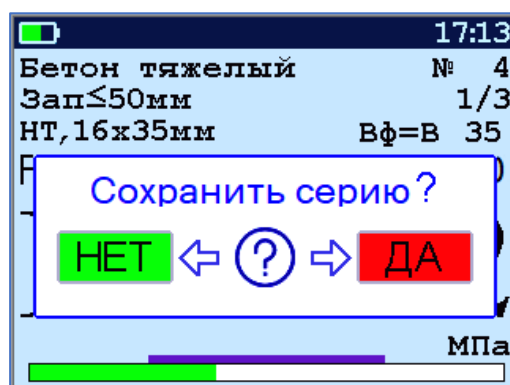 17:13
Бетон тяжелый № 4
Зап≤50мм 1/3
НТ,16х35мм Вф=В 35
Сохранить серию?
НЕТ ? ДА
МПа